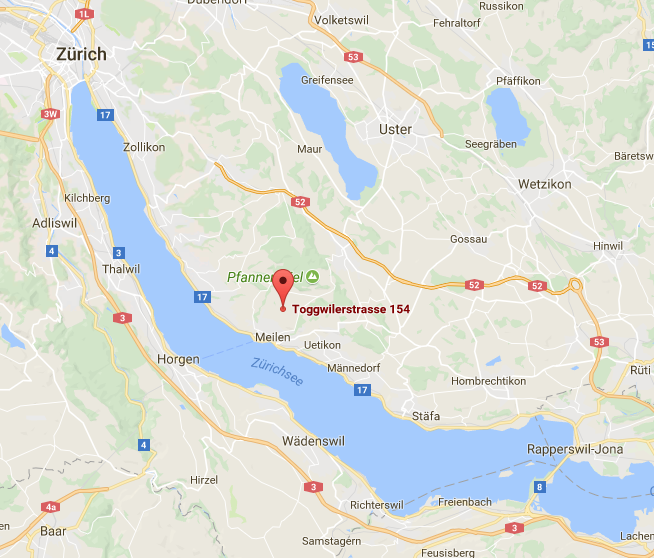 Dübendorf
Russikon
1L
Volketswil
Fehraltorf
Zürich
53
15
Greifensee
Pfäffikon
3W
17
Uster
Zollikon
Maur
Seegräben
Bäretsw
Wetzikon
Kilchberg
52
Adliswil
Gossau
4
3
Hinwil
Thalwil
Pfannen
el
52
52
17
Toggwilerstrasse 154
3
Meilen
Uetikon
53
Horgen
Zürichsee
Männedorf
Rüti
17
Hombrechtikon
Stäfa
4
Wädenswil
Rapperswil-Jona
Hirzel
3
8
4a
Richterswil
Freienbach
en
Baar
3
Samstagern
Lachen
Feusisberg